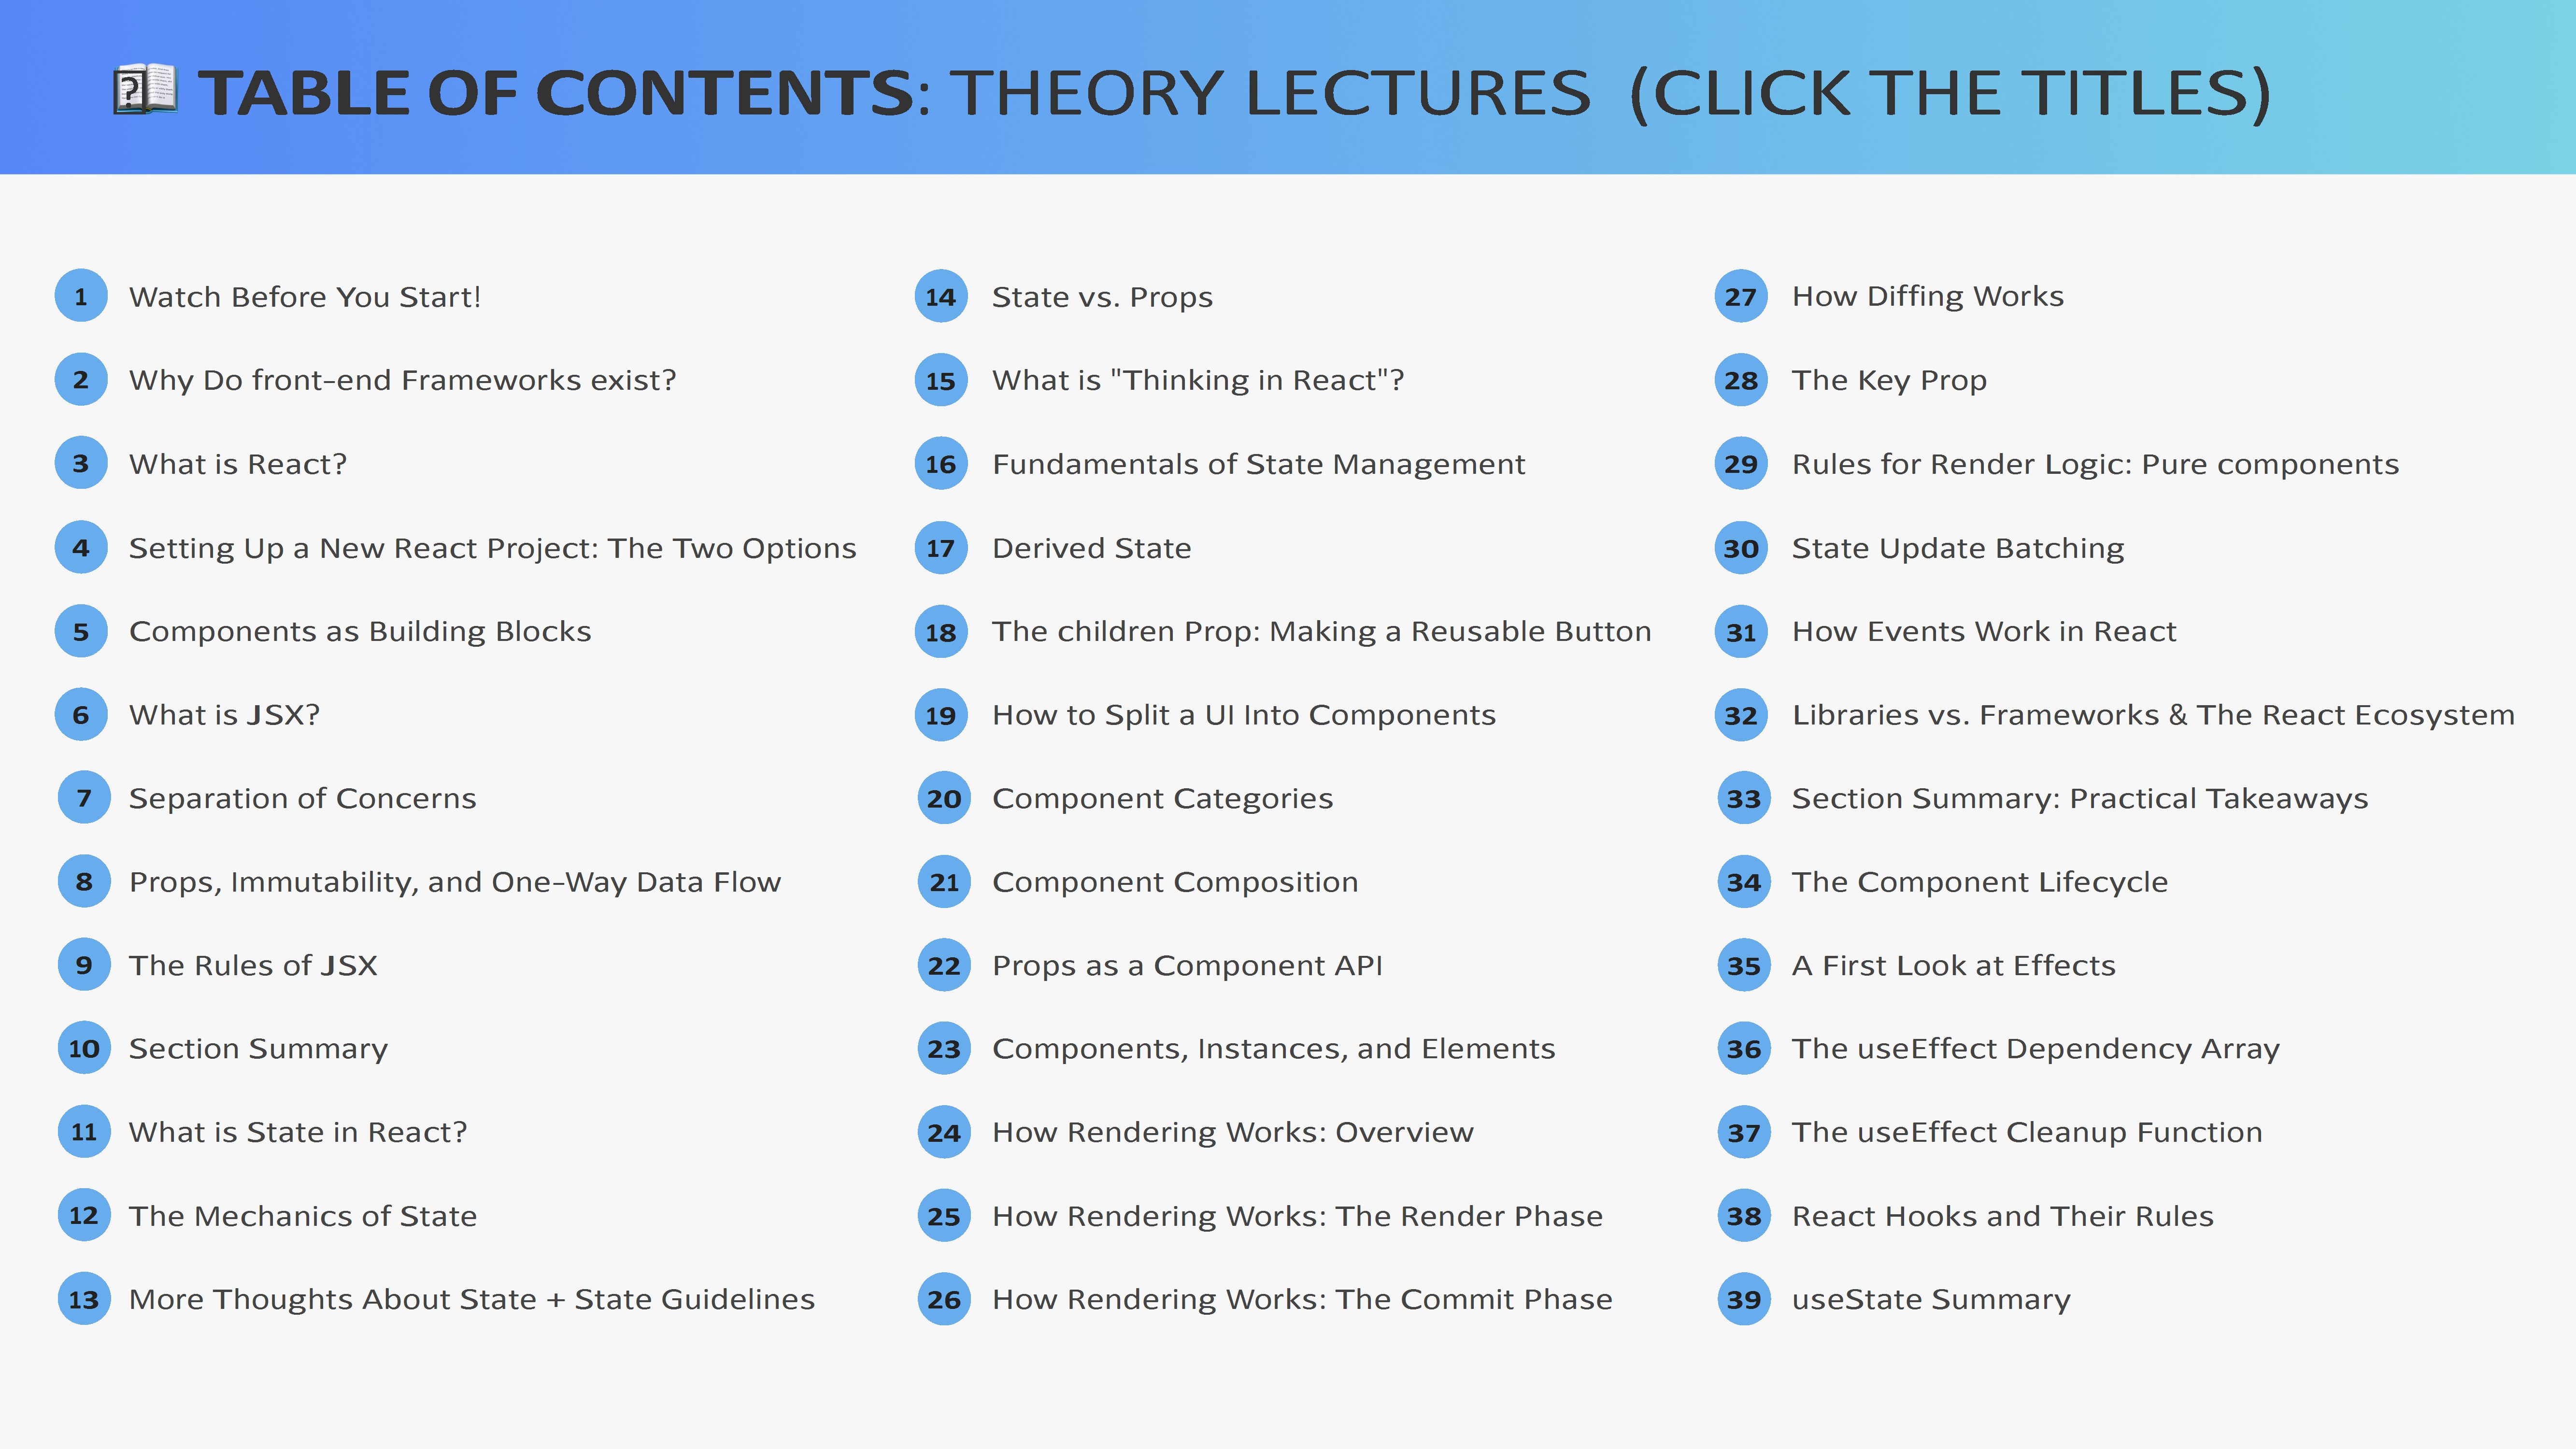 TABLE OF CONTENTS: THEORY LECTURES (CLICK THE TITLES)
1 Watch Before You Start!
2 Why Do front-end Frameworks exist?
3 What is React?
4 Setting Up a New React Project: The Two Options
5 Components as Building Blocks
6 What is JSX?
7 Separation of Concerns
8 Props, Immutability, and One-Way Data Flow
9 The Rules of JSX
10 Section Summary
11 What is State in React?
12 The Mechanics of State
13 More Thoughts About State + State Guidelines
14 State vs. Props
15 What is "Thinking in React"?
16 Fundamentals of State Management
17 Derived State
18 The children Prop: Making a Reusable Button
19 How to Split a UI Into Components
20 Component Categories
21 Component Composition
22 Props as a Component API
23 Components, Instances, and Elements
24 How Rendering Works: Overview
25 How Rendering Works: The Render Phase
26 How Rendering Works: The Commit Phase
27 How Diffing Works
28 The Key Prop
29 Rules for Render Logic: Pure components
30 State Update Batching
31 How Events Work in React
32 Libraries vs. Frameworks & The React Ecosystem
33 Section Summary: Practical Takeaways
34 The Component Lifecycle
35 A First Look at Effects
36 The useEffect Dependency Array
37 The useEffect Cleanup Function
38 React Hooks and Their Rules
39 useState Summary